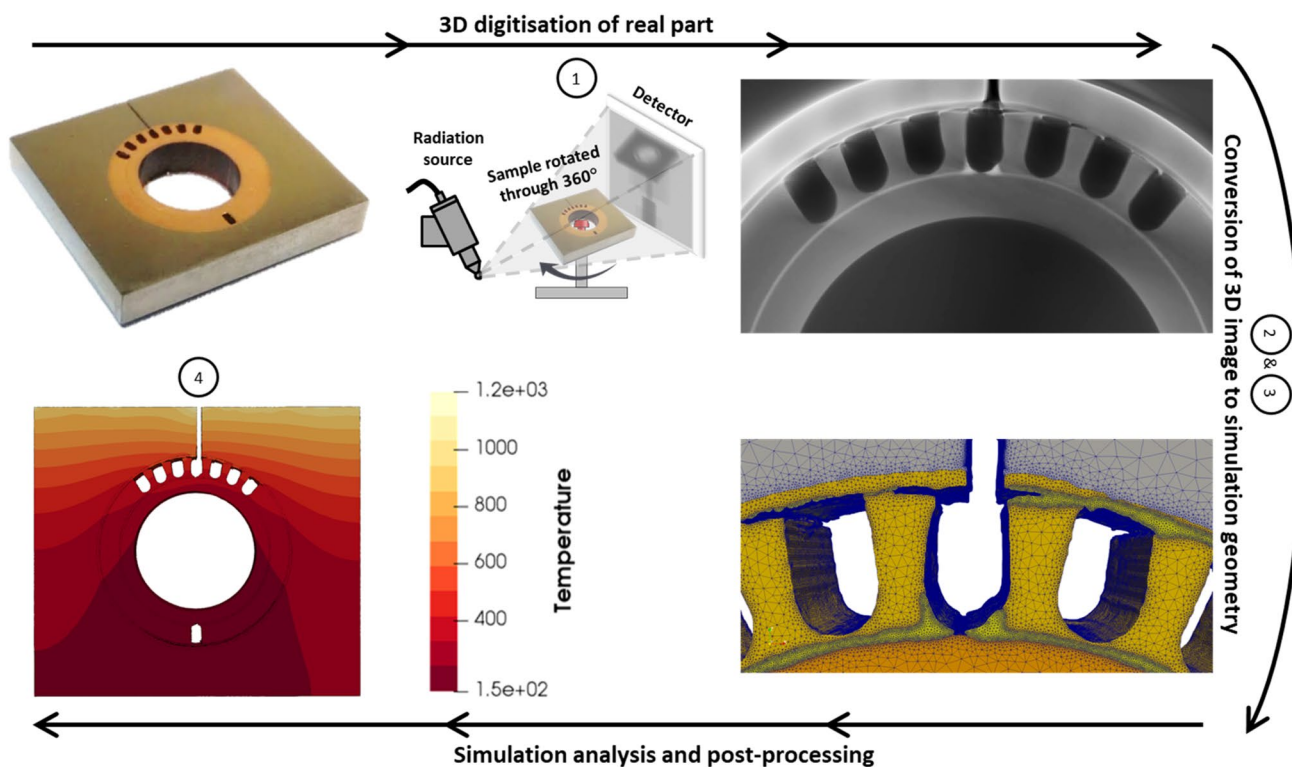 3D digitisation of real part
1
Radiation
source
Detector
Sample rotated
through 360°
Conversion of 3D image to simulation geometry
2
&
3
4
1.2e+03
1000
800
600
400
1.5e+02
Temperature
Simulation analysis and post-processing